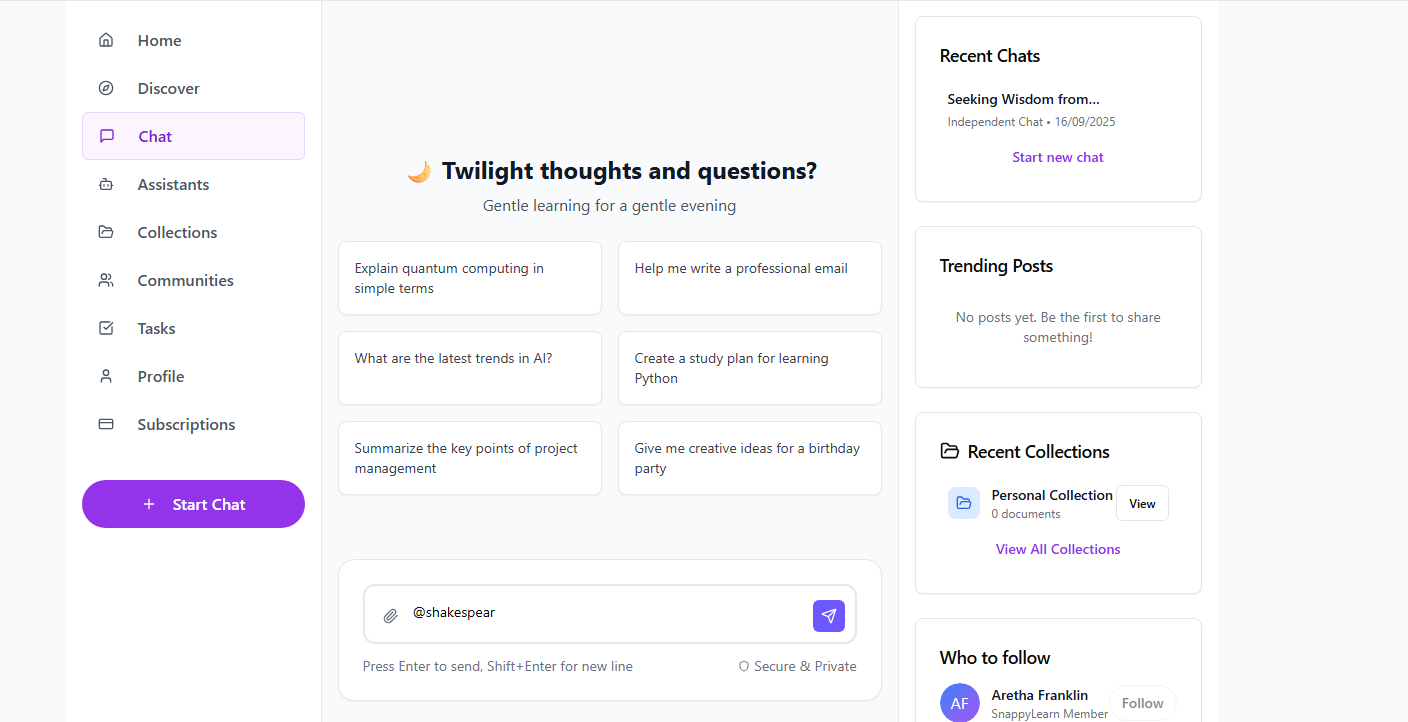 Home
Discover
Chat
Assistants
Collections
Communities
Tasks
Profile
Subscriptions
+ Start Chat
🌙 Twilight thoughts and questions?
Gentle learning for a gentle evening
Explain quantum computing in
simple terms
Help me write a professional email
What are the latest trends in AI?
Create a study plan for learning
Python
Summarize the key points of project
management
Give me creative ideas for a birthday
party
@shakespear
Press Enter to send, Shift+Enter for new line
Secure & Private
Recent Chats
Seeking Wisdom from...
Independent Chat • 16/09/2025
Start new chat
Trending Posts
No posts yet. Be the first to share
something!
Recent Collections
Personal Collection
0 documents
View
View All Collections
Who to follow
AF
Aretha Franklin
SnappyLearn Member
Follow